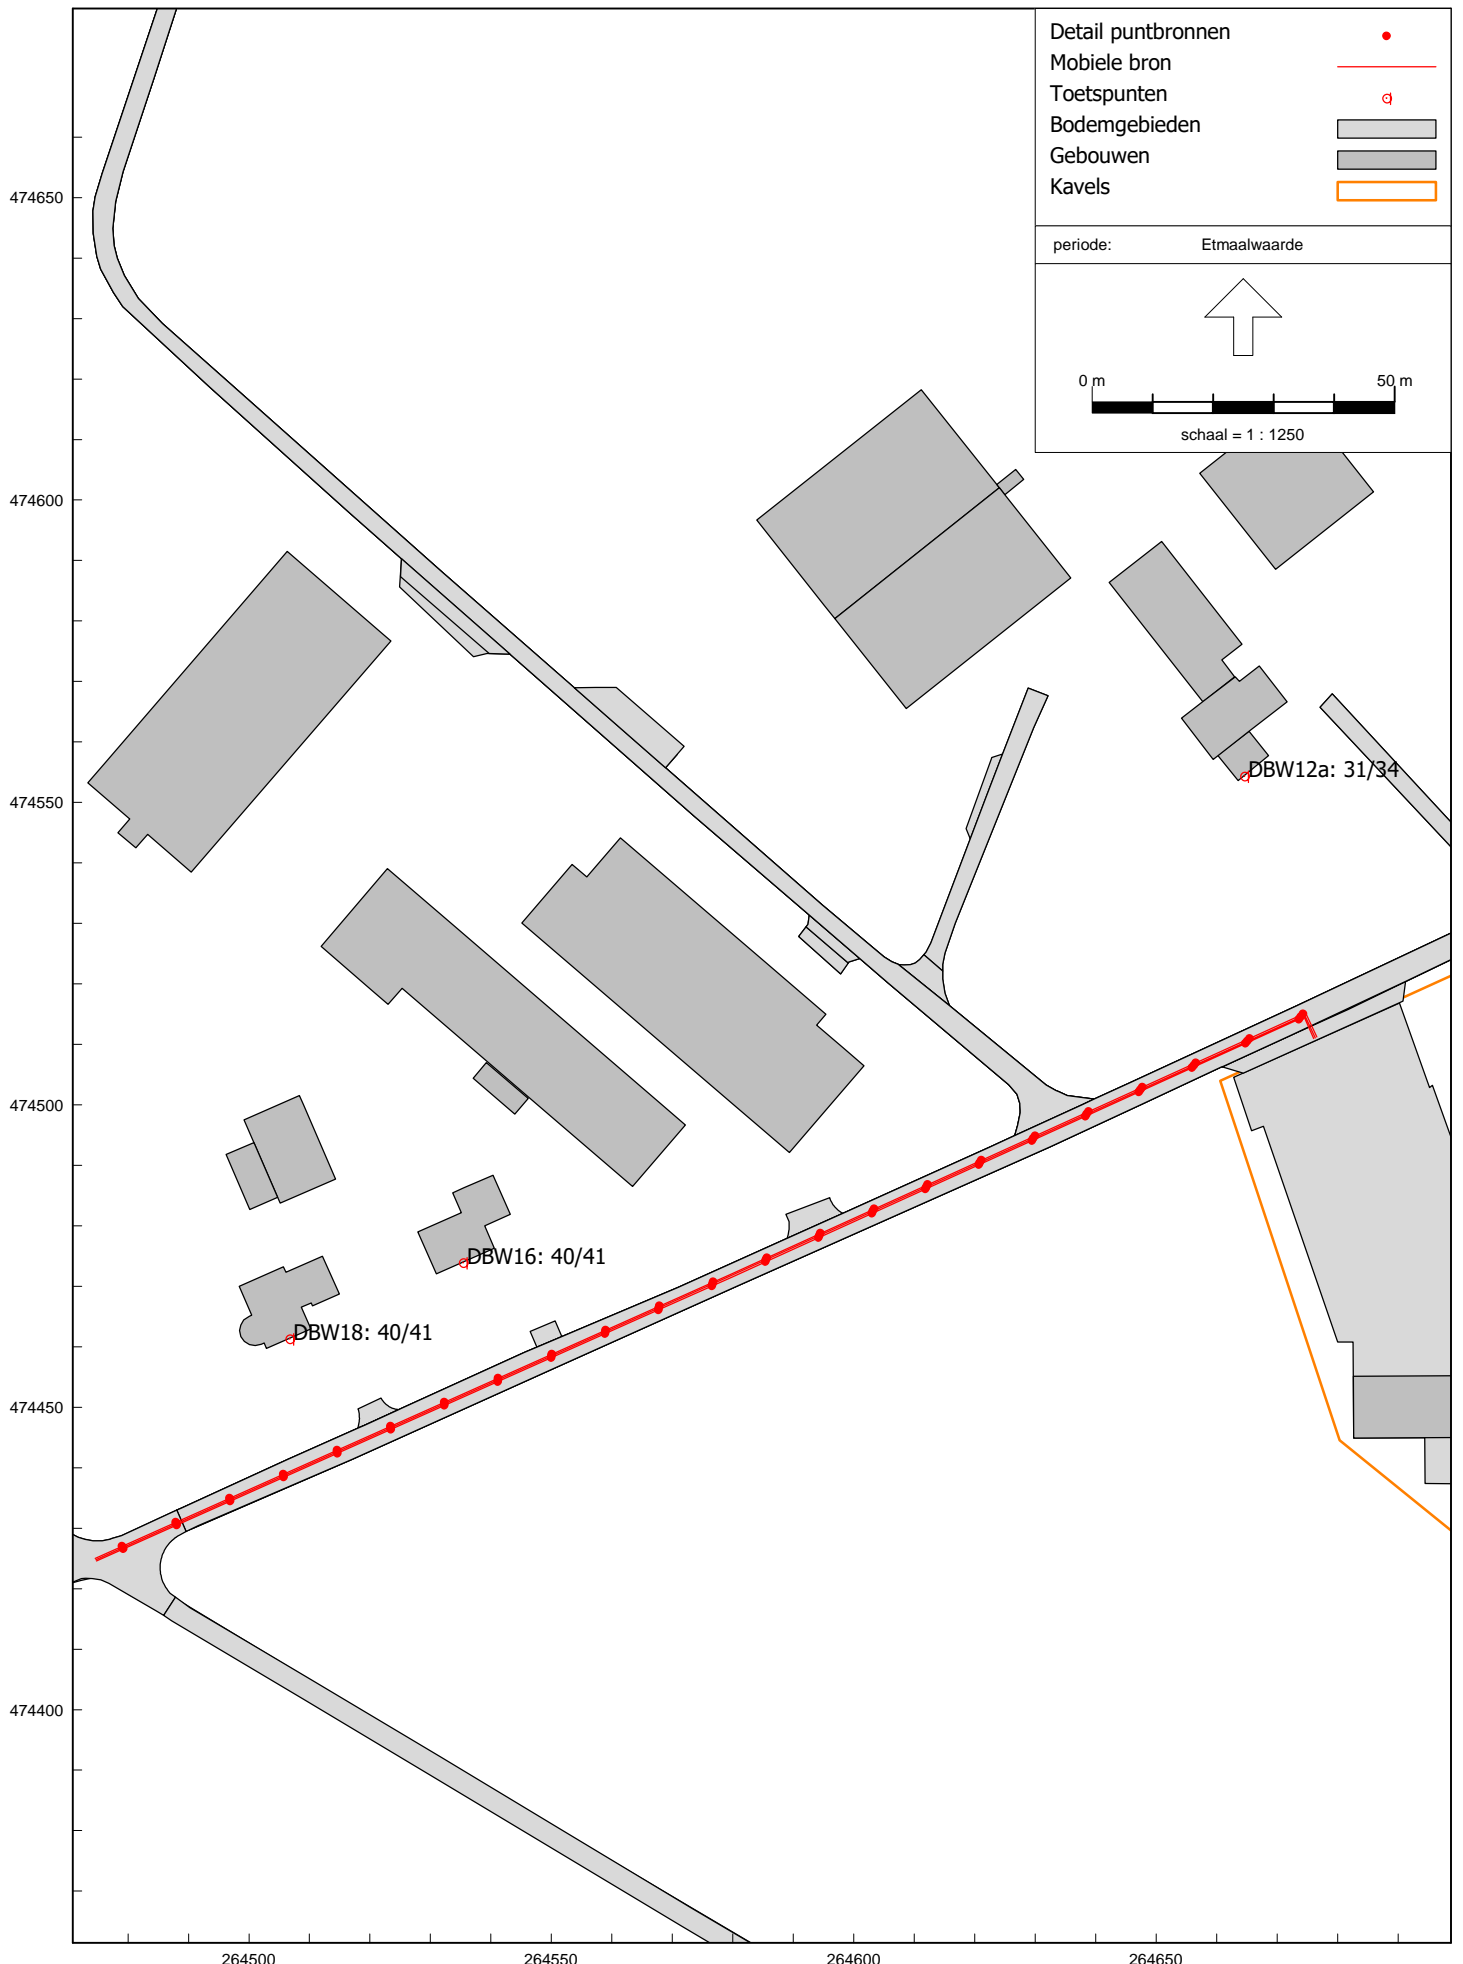 Detail puntbronnen
Mobiele bron
Toetspunten
Bodemgebieden
Gebouwen
Kavels
periode: Etmaalwaarde
0 m 50 m
schaal = 1 : 1250
474650
474600
474550
474500
474450
474400
DBW12a: 31/34
DBW16: 40/41
DBW18: 40/41
264500 264550 264600 264650